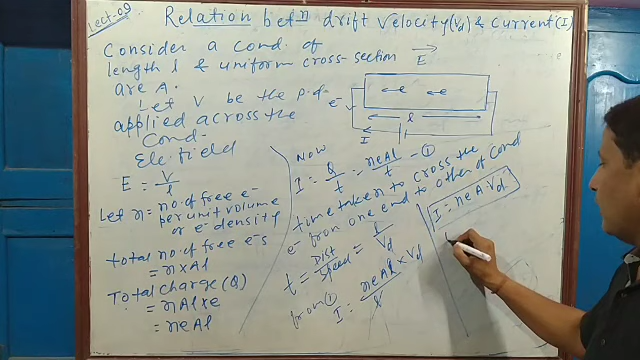 Lect-09
Relation betn drift velocity (Vd) & current (I)
Consider a cond. of
length l & uniform cross-section
are A.
Let V be the p.d.
applied across the
Cond-
Ele. field
E = V/l
Let n = no. of free e-
per unit volume
or e- density
total no. of free e-s
= n x Al
Total charge (Q)
= nAl x e
= neAl
E
e e
e-
l
I
Now
I = Q/t = neAl/t - ①
time taken to cross the
e- from one end to other of cond
t = Dist/Speed = l/Vd
from ①
I = neAl/l x Vd
I = neA.Vd